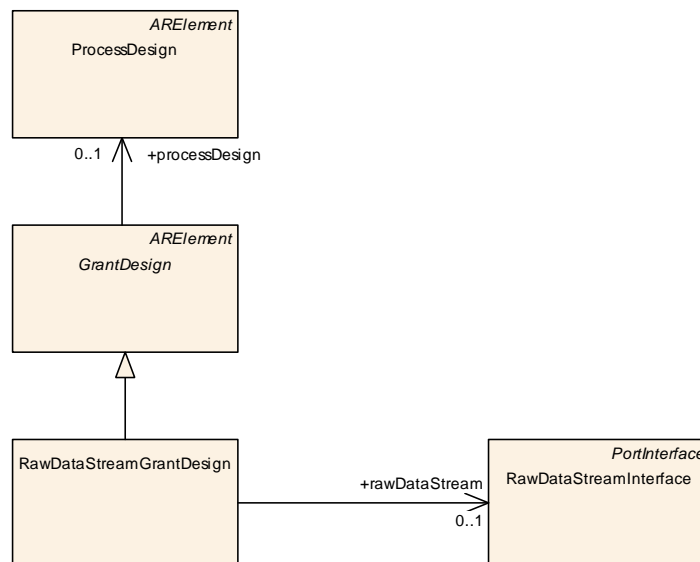 ARElement
ProcessDesign
0..1 +processDesign
ARElement
GrantDesign
RawDataStreamGrantDesign
PortInterface
RawDataStreamInterface
+rawDataStream
0..1